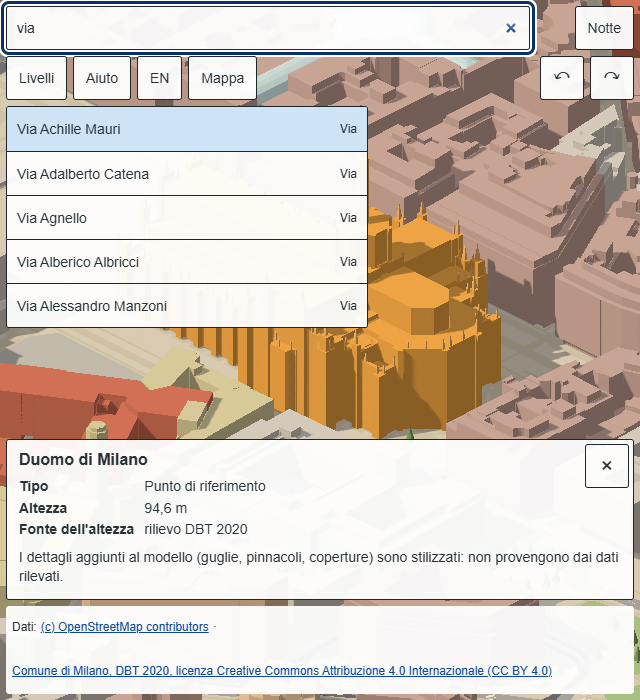 via ✕
Notte
Livelli
Aiuto
EN
Mappa
Via Achille Mauri Via
Via Adalberto Catena Via
Via Agnello Via
Via Alberico Albricci Via
Via Alessandro Manzoni Via
Duomo di Milano ✕
Tipo Punto di riferimento
Altezza 94,6 m
Fonte dell'altezza rilievo DBT 2020
I dettagli aggiunti al modello (guglie, pinnacoli, coperture) sono stilizzati: non provengono dai dati
rilevati.
Dati: (c) OpenStreetMap contributors ·
Comune di Milano, DBT 2020, licenza Creative Commons Attribuzione 4.0 Internazionale (CC BY 4.0)